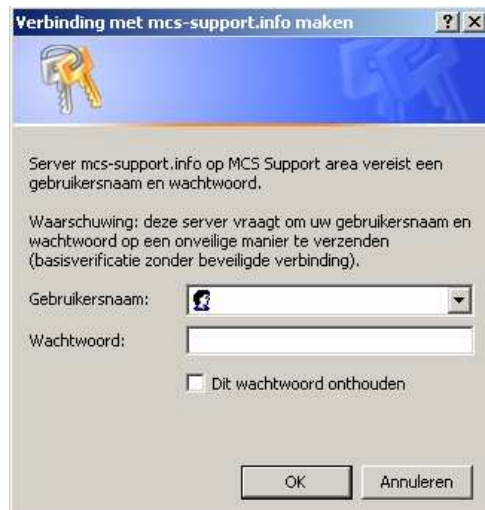 Verbinding met mcs-support.info maken
Server mcs-support.info op MCS Support area vereist een
gebruikersnaam en wachtwoord.
Waarschuwing: deze server vraagt om uw gebruikersnaam en
wachtwoord op een onveilige manier te verzenden
(basisverificatie zonder beveiligde verbinding).
Gebruikersnaam:
Wachtwoord:
Dit wachtwoord onthouden
OK
Annuleren